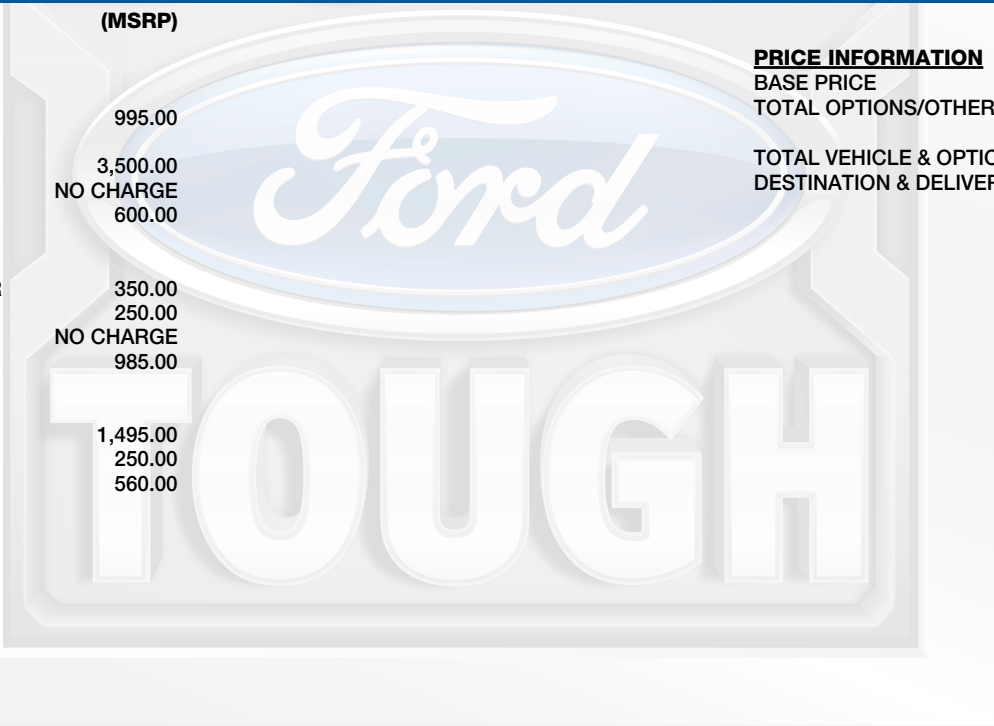 (MSRP)
995.00
3,500.00
NO CHARGE
600.00
350.00
250.00
NO CHARGE
985.00
1,495.00
250.00
560.00
PRICE INFORMATION
BASE PRICE
TOTAL OPTIONS/OTHER
TOTAL VEHICLE & OPTIO
DESTINATION & DELIVER
Ford
TOUGH